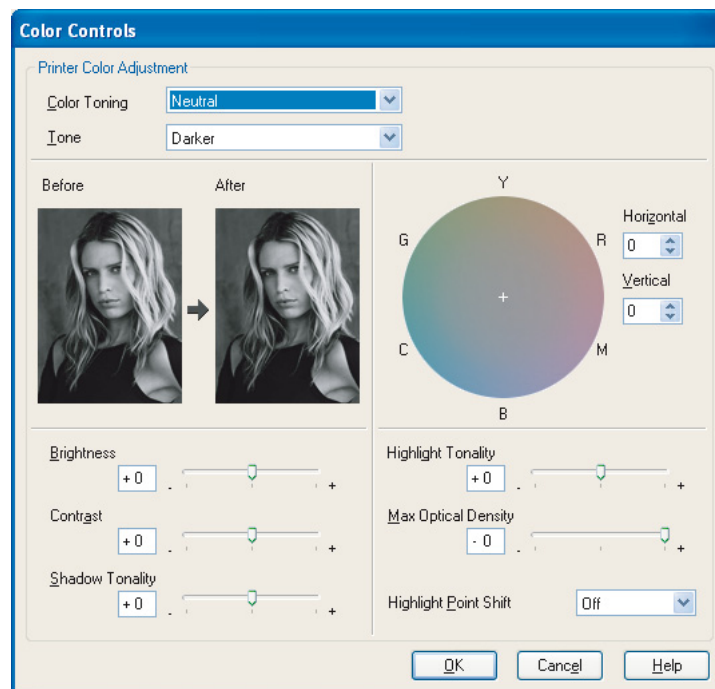 Color Controls
Printer Color Adjustment
Color Toning Neutral
Tone Darker
Before After
Y
G R
C M
B
Horizontal
0
Vertical
0
Brightness
+ 0 - +
Contrast
+ 0 - +
Shadow Tonality
+ 0 - +
Highlight Tonality
+ 0 - +
Max Optical Density
- 0 - +
Highlight Point Shift Off
OK Cancel Help